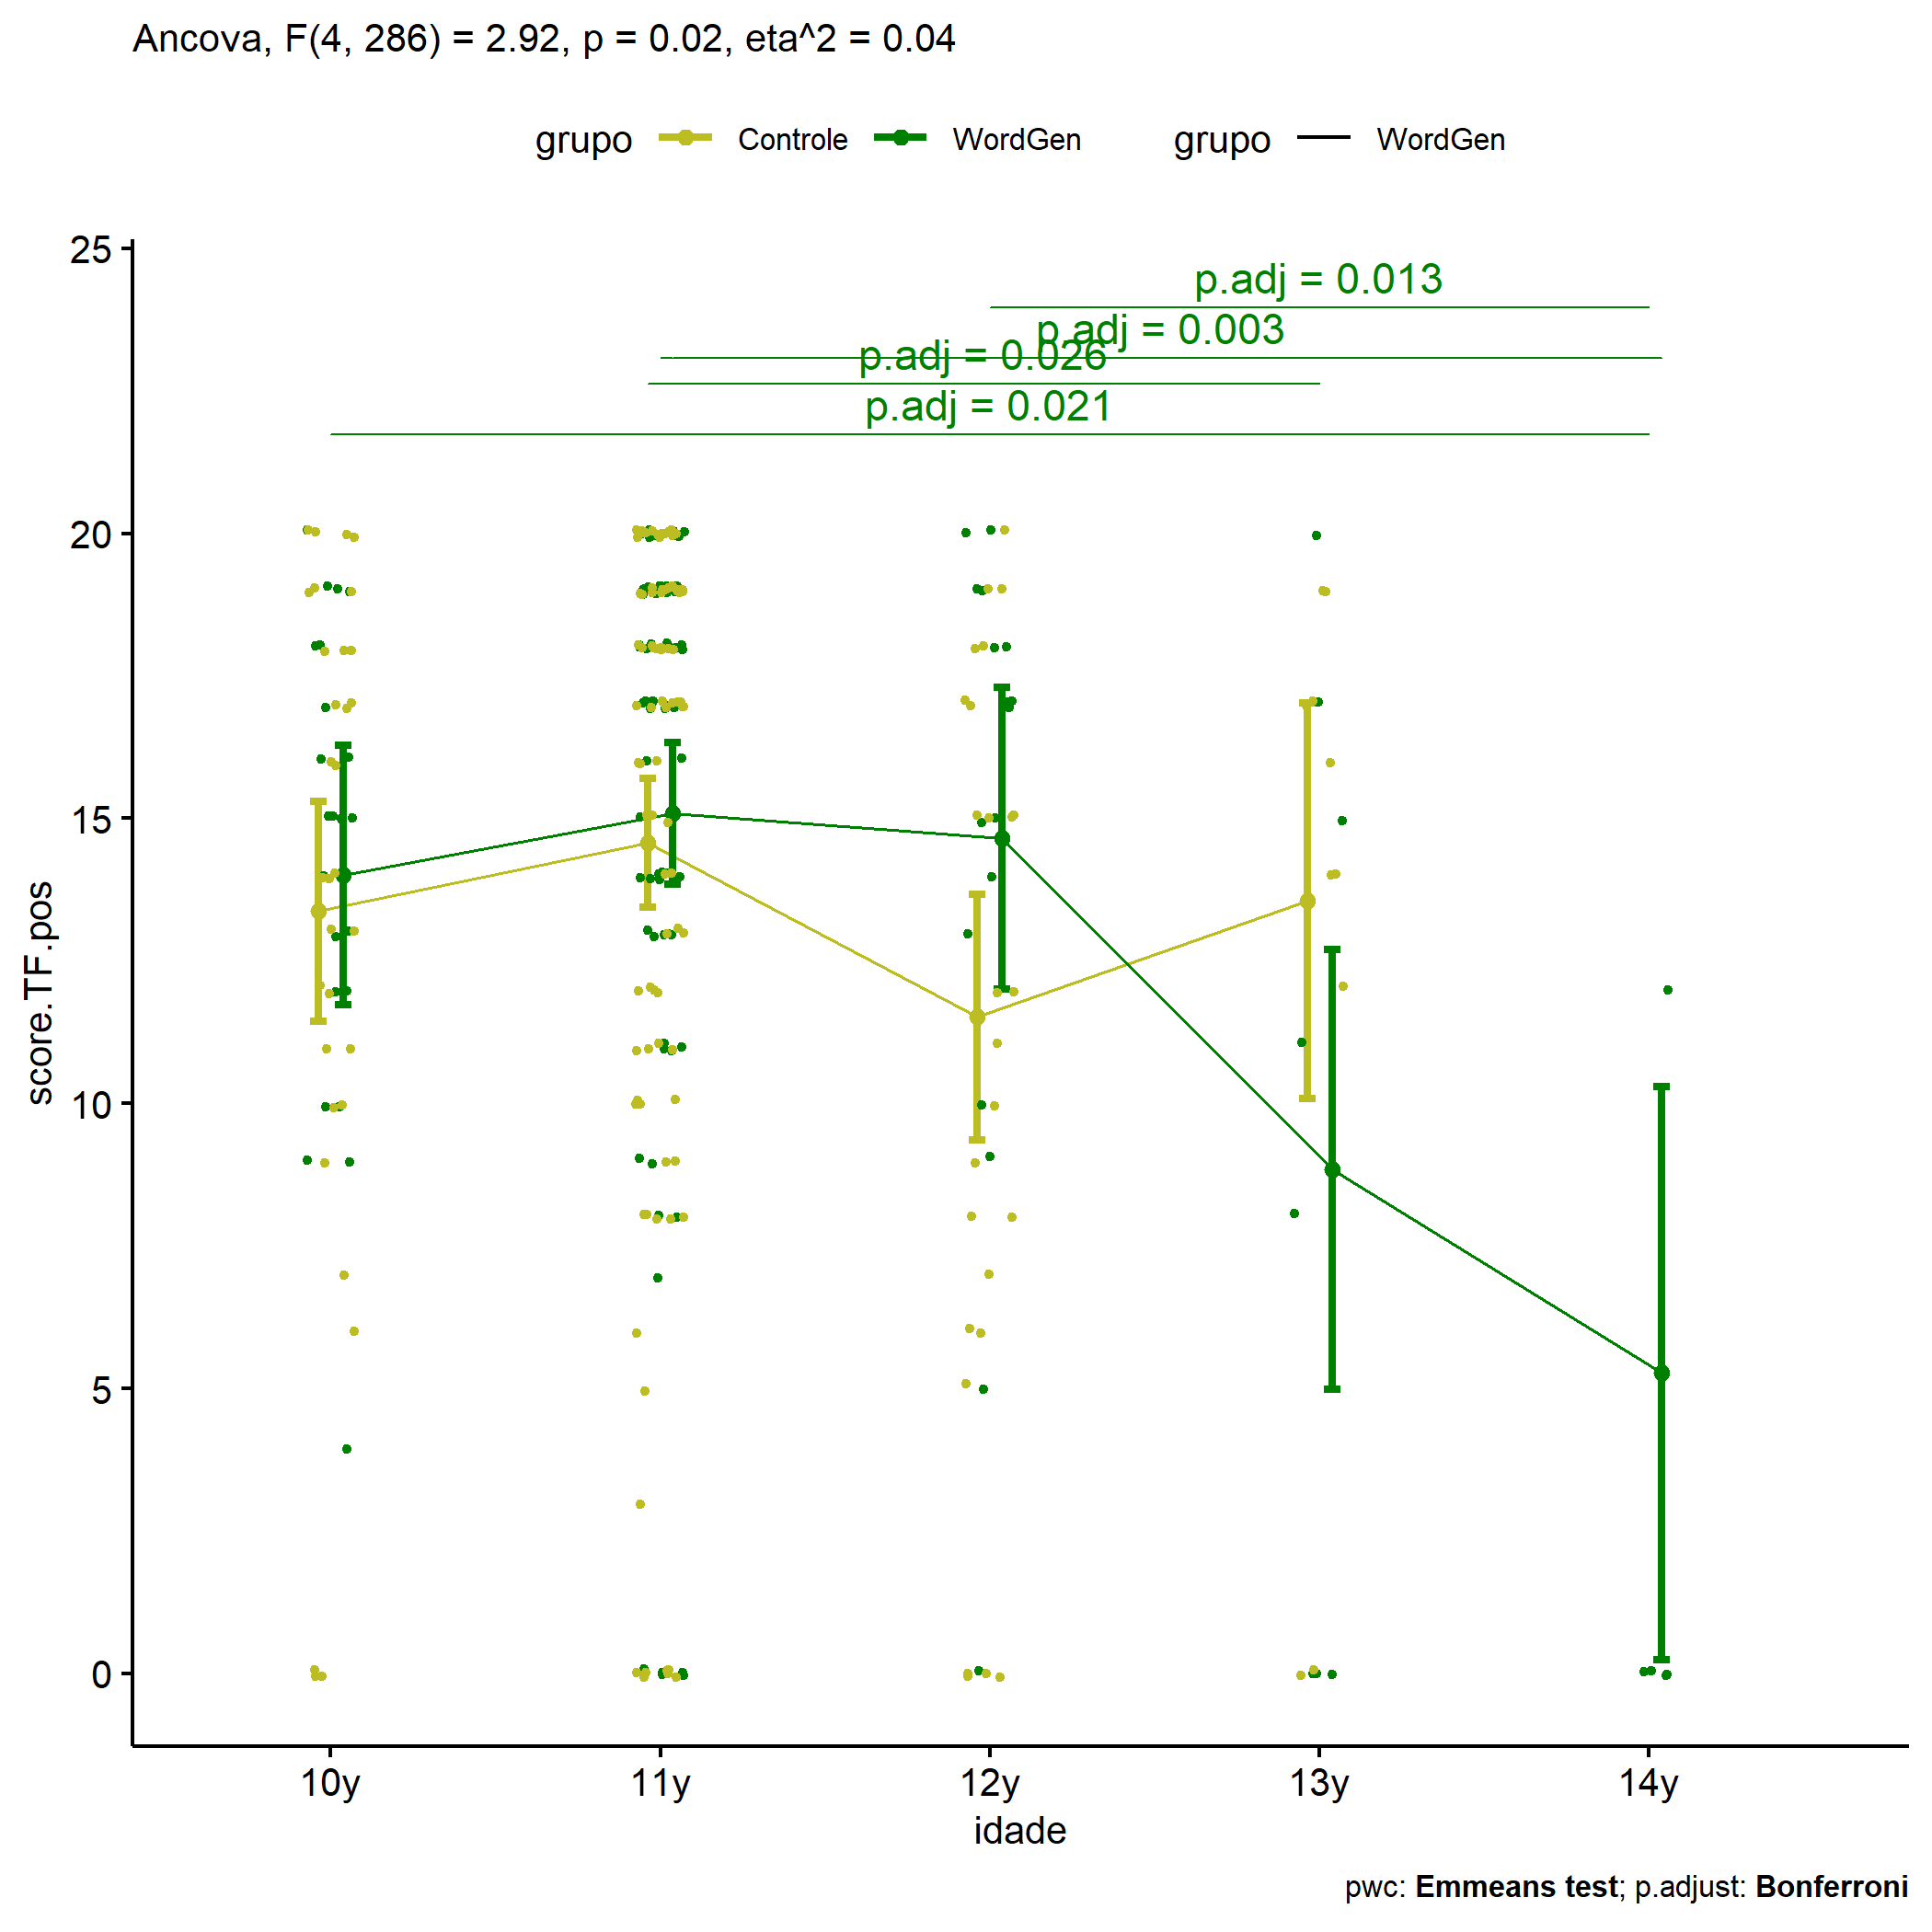 Ancova, F(4, 286) = 2.92, p = 0.02, eta^2 = 0.04
grupo Controle WordGen grupo WordGen
25
p.adj = 0.013
p.adj = 0.003
p.adj = 0.026
p.adj = 0.021
20
15
10
5
0
score.TF.pos
10y 11y 12y 13y 14y
idade
pwc: Emmeans test; p.adjust: Bonferroni